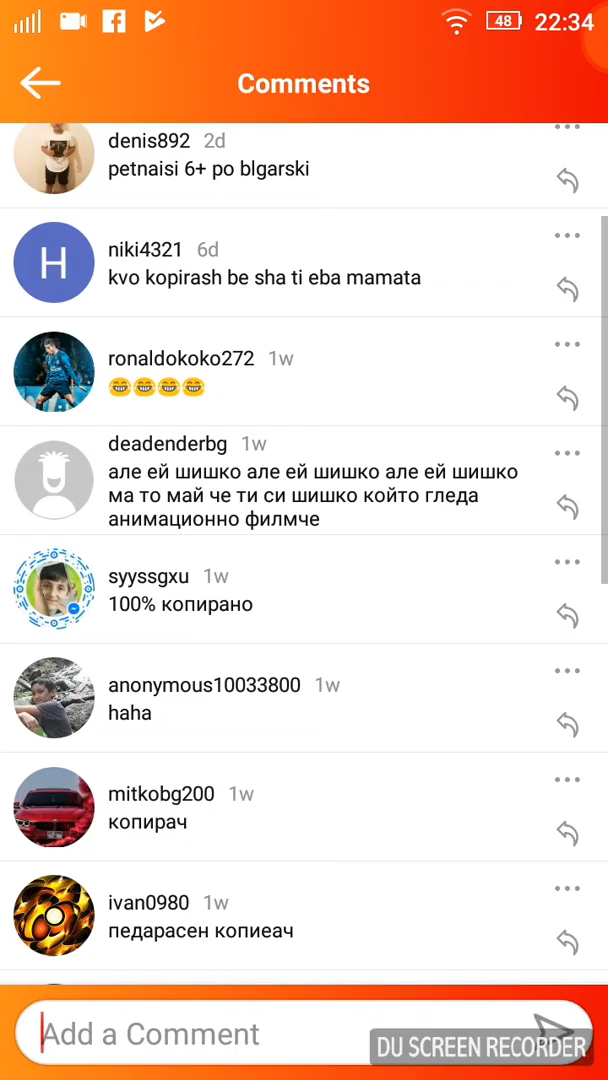 48 22:34
Comments
denis892 2d
petnaisi 6+ po blgarski
H
niki4321 6d
kvo kopirash be sha ti eba mamata
ronaldokoko272 1w
😂😂😂😂
deadenderbg 1w
але ей шишко але ей шишко але ей шишко
ма то май че ти си шишко който гледа
анимационно филмче
syyssgxu 1w
100% копирано
anonymous10033800 1w
haha
mitkobg200 1w
копирач
ivan0980 1w
педарасен копиеач
Add a Comment
DU SCREEN RECORDER